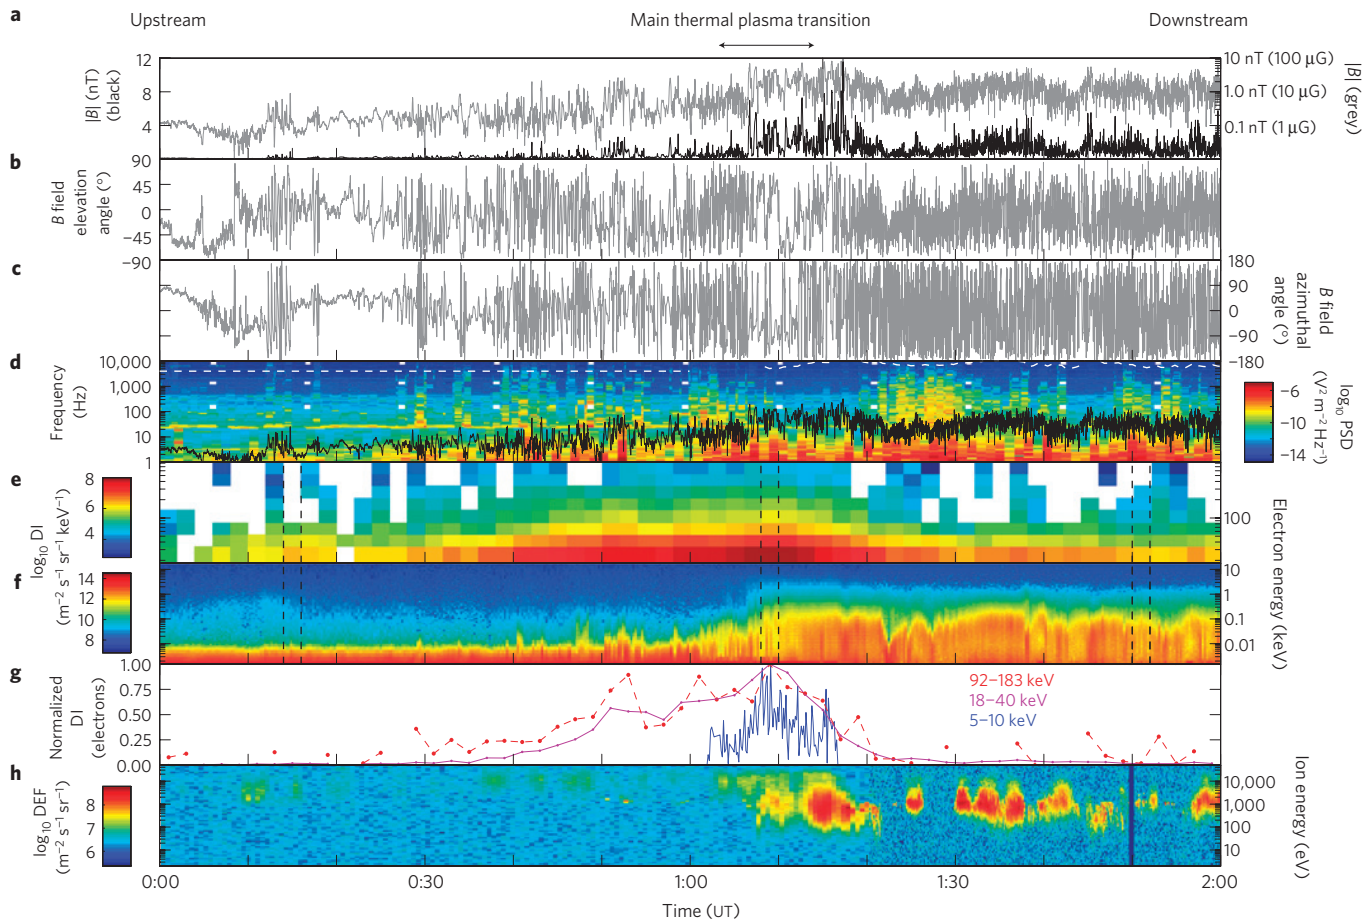 a
Upstream
Main thermal plasma transition
Downstream
|B| (nT)
(black)
12
8
4
10 nT (100 μG)
1.0 nT (10 μG)
0.1 nT (1 μG)
|B| (grey)
b
B field
elevation
angle (°)
90
45
0
−45
−90
c
180
90
0
−90
−180
B field
azimuthal
angle (°)
d
Frequency
(Hz)
10,000
1,000
100
10
1
−6
−10
−14
log10 PSD
(V² m⁻² Hz⁻¹)
e
8
6
4
log10 DI
(m⁻² s⁻¹ sr⁻¹ keV⁻¹)
100
Electron energy (keV)
f
14
12
10
8
10
1
0.1
0.01
g
Normalized
DI
(electrons)
1.00
0.75
0.50
0.25
0.00
92–183 keV
18–40 keV
5–10 keV
h
log10 DEF
(m⁻² s⁻¹ sr⁻¹)
8
7
6
10,000
1,000
100
10
Ion energy (eV)
0:00
0:30
1:00
1:30
2:00
Time (UT)